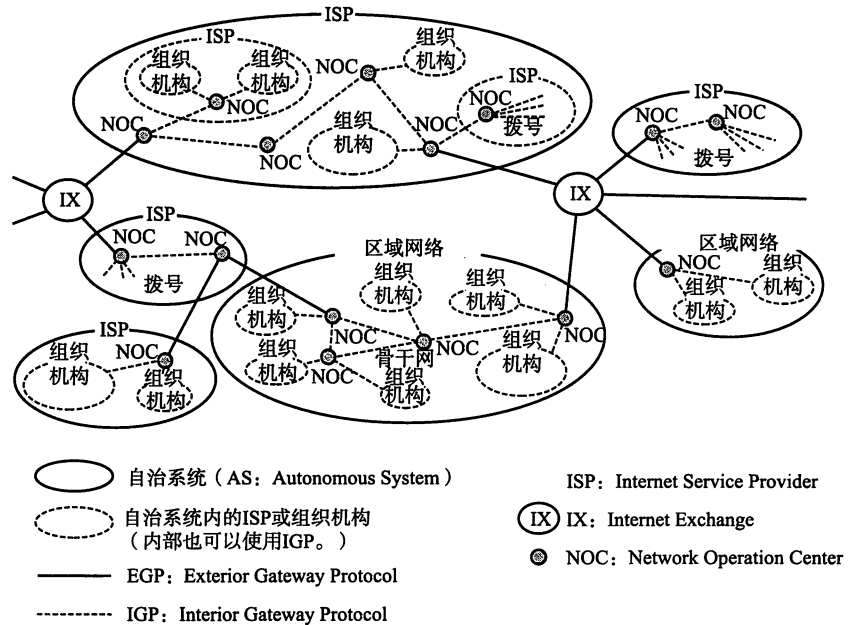 ISP
ISP
组织
机构
组织
机构
NOC
NOC
NOC
NOC
组织
机构
ISP
NOC
拨号
组织
机构
NOC
ISP
NOC
NOC
拨号
IX
IX
ISP
NOC
NOC
拨号
区域网络
组织
机构
组织
机构
组织
机构
NOC
NOC
NOC
骨干网
NOC
组织
机构
组织
机构
组织
机构
区域网络
NOC
组织
机构
组织
机构
ISP
组织
机构
NOC
组织
机构
自治系统（AS：Autonomous System）
自治系统内的ISP或组织机构
（内部也可以使用IGP。）
EGP：Exterior Gateway Protocol
IGP：Interior Gateway Protocol
ISP：Internet Service Provider
IX IX：Internet Exchange
NOC：Network Operation Center